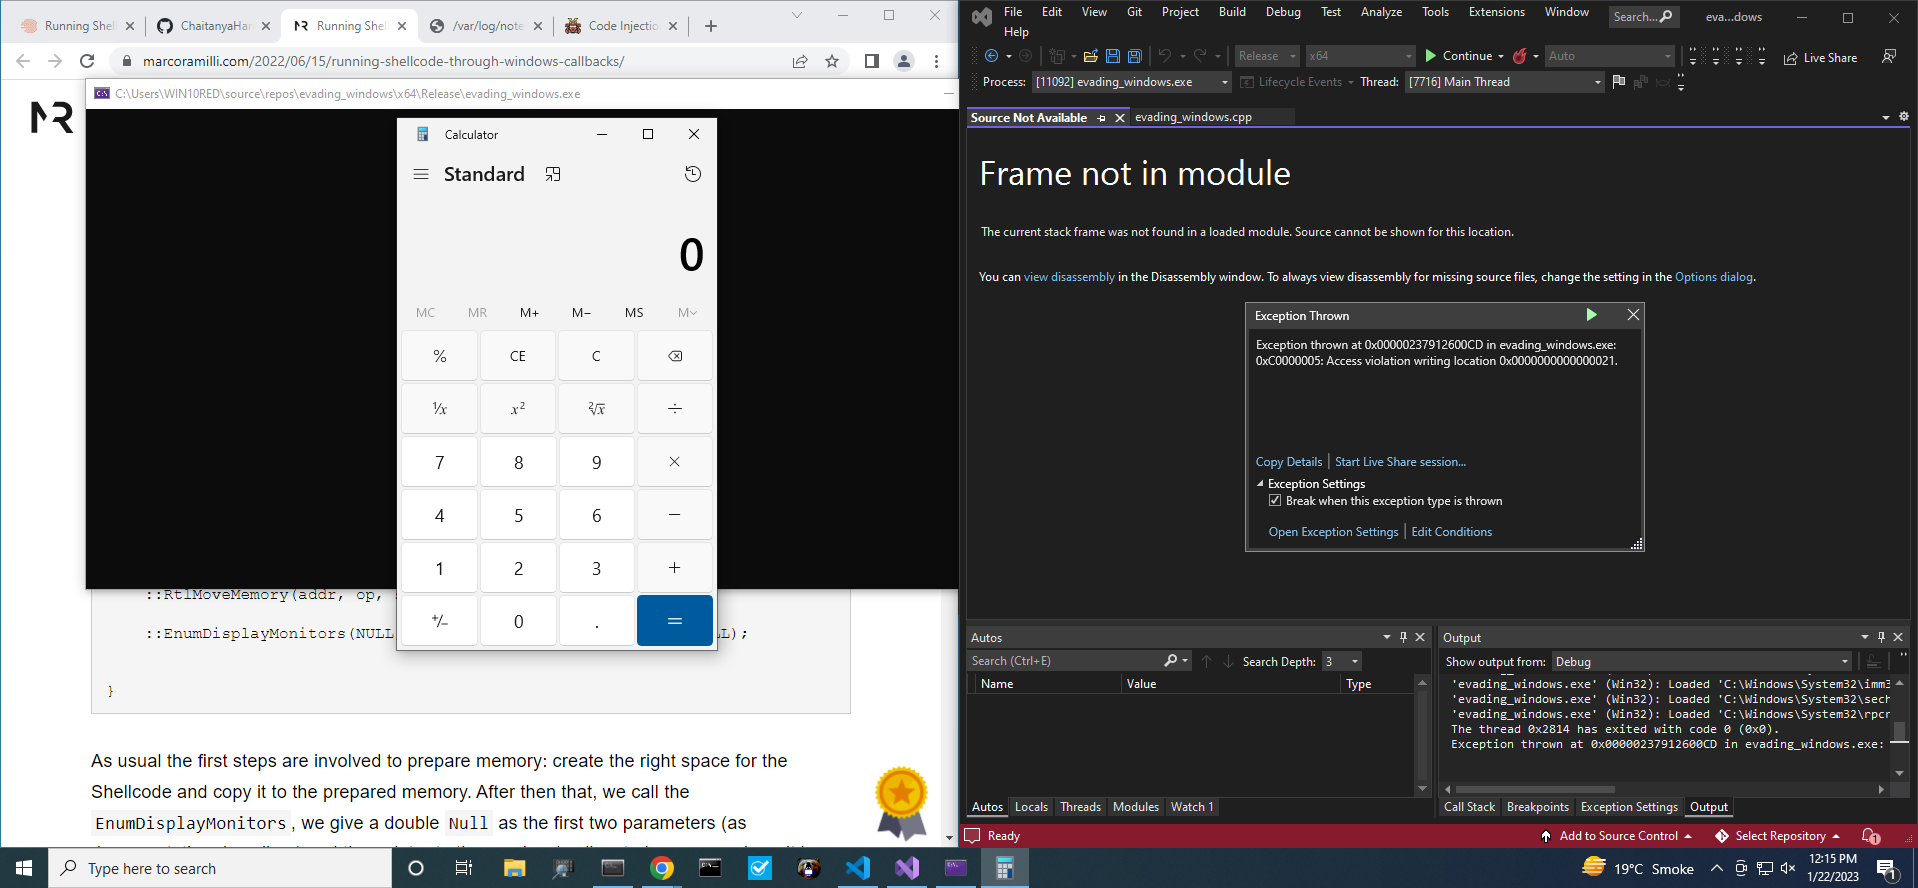 Running Shell
ChaitanyaHar
Running Shell
/var/log/note
Code Injectio
marcoramilli.com/2022/06/15/running-shellcode-through-windows-callbacks/
MR
C:\Users\WIN10RED\source\repos\evading_windows\x64\Release\evading_windows.exe
Calculator
Standard
0
MC MR M+ M− MS M
% CE C
¹/x x² ²√x ÷
7 8 9 ×
4 5 6 −
1 2 3 +
+/− 0 . =
::RtlMoveMemory(addr, op,
::EnumDisplayMonitors(NULL L);
}
As usual the first steps are involved to prepare memory: create the right space for the
Shellcode and copy it to the prepared memory. After then that, we call the
EnumDisplayMonitors, we give a double Null as the first two parameters (as
File Edit View Git Project Build Debug Test Analyze Tools Extensions Window
Search...
eva...dows
Help
Release x64 Continue Auto
Live Share
Process: [11092] evading_windows.exe Lifecycle Events Thread: [7716] Main Thread
Source Not Available evading_windows.cpp
Frame not in module
The current stack frame was not found in a loaded module. Source cannot be shown for this location.
You can view disassembly in the Disassembly window. To always view disassembly for missing source files, change the setting in the Options dialog.
Exception Thrown
Exception thrown at 0x00000237912600CD in evading_windows.exe:
0xC0000005: Access violation writing location 0x0000000000000021.
Copy Details | Start Live Share session...
Exception Settings
Break when this exception type is thrown
Open Exception Settings | Edit Conditions
Autos
Search (Ctrl+E) Search Depth: 3
Name Value Type
Autos Locals Threads Modules Watch 1
Output
Show output from: Debug
'evading_windows.exe' (Win32): Loaded 'C:\Windows\System32\imm3
'evading_windows.exe' (Win32): Loaded 'C:\Windows\System32\sech
'evading_windows.exe' (Win32): Loaded 'C:\Windows\System32\rpcr
The thread 0x2814 has exited with code 0 (0x0).
Exception thrown at 0x00000237912600CD in evading_windows.exe:
Call Stack Breakpoints Exception Settings Output
Ready
Add to Source Control Select Repository 1
Type here to search
19°C Smoke
12:15 PM
1/22/2023
1